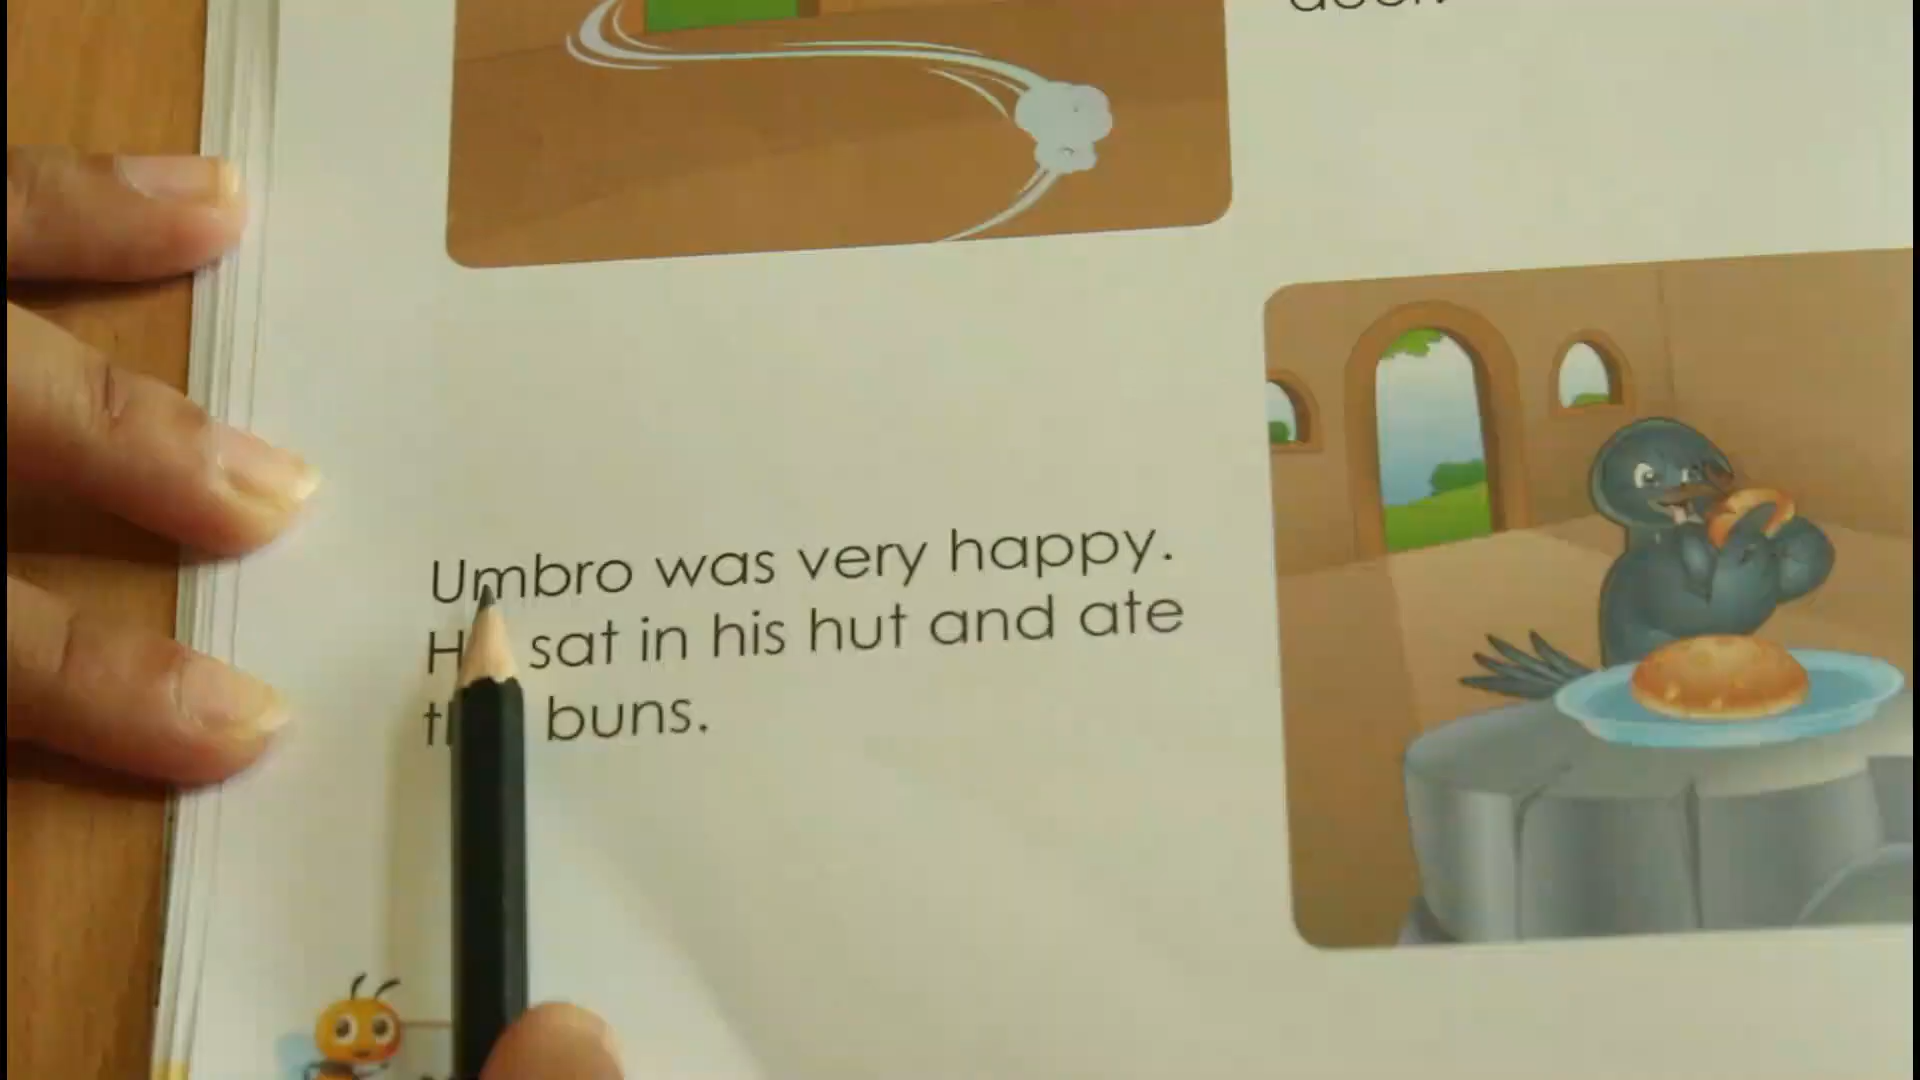 Umbro was very happy.
sat in his hut and ate
buns.